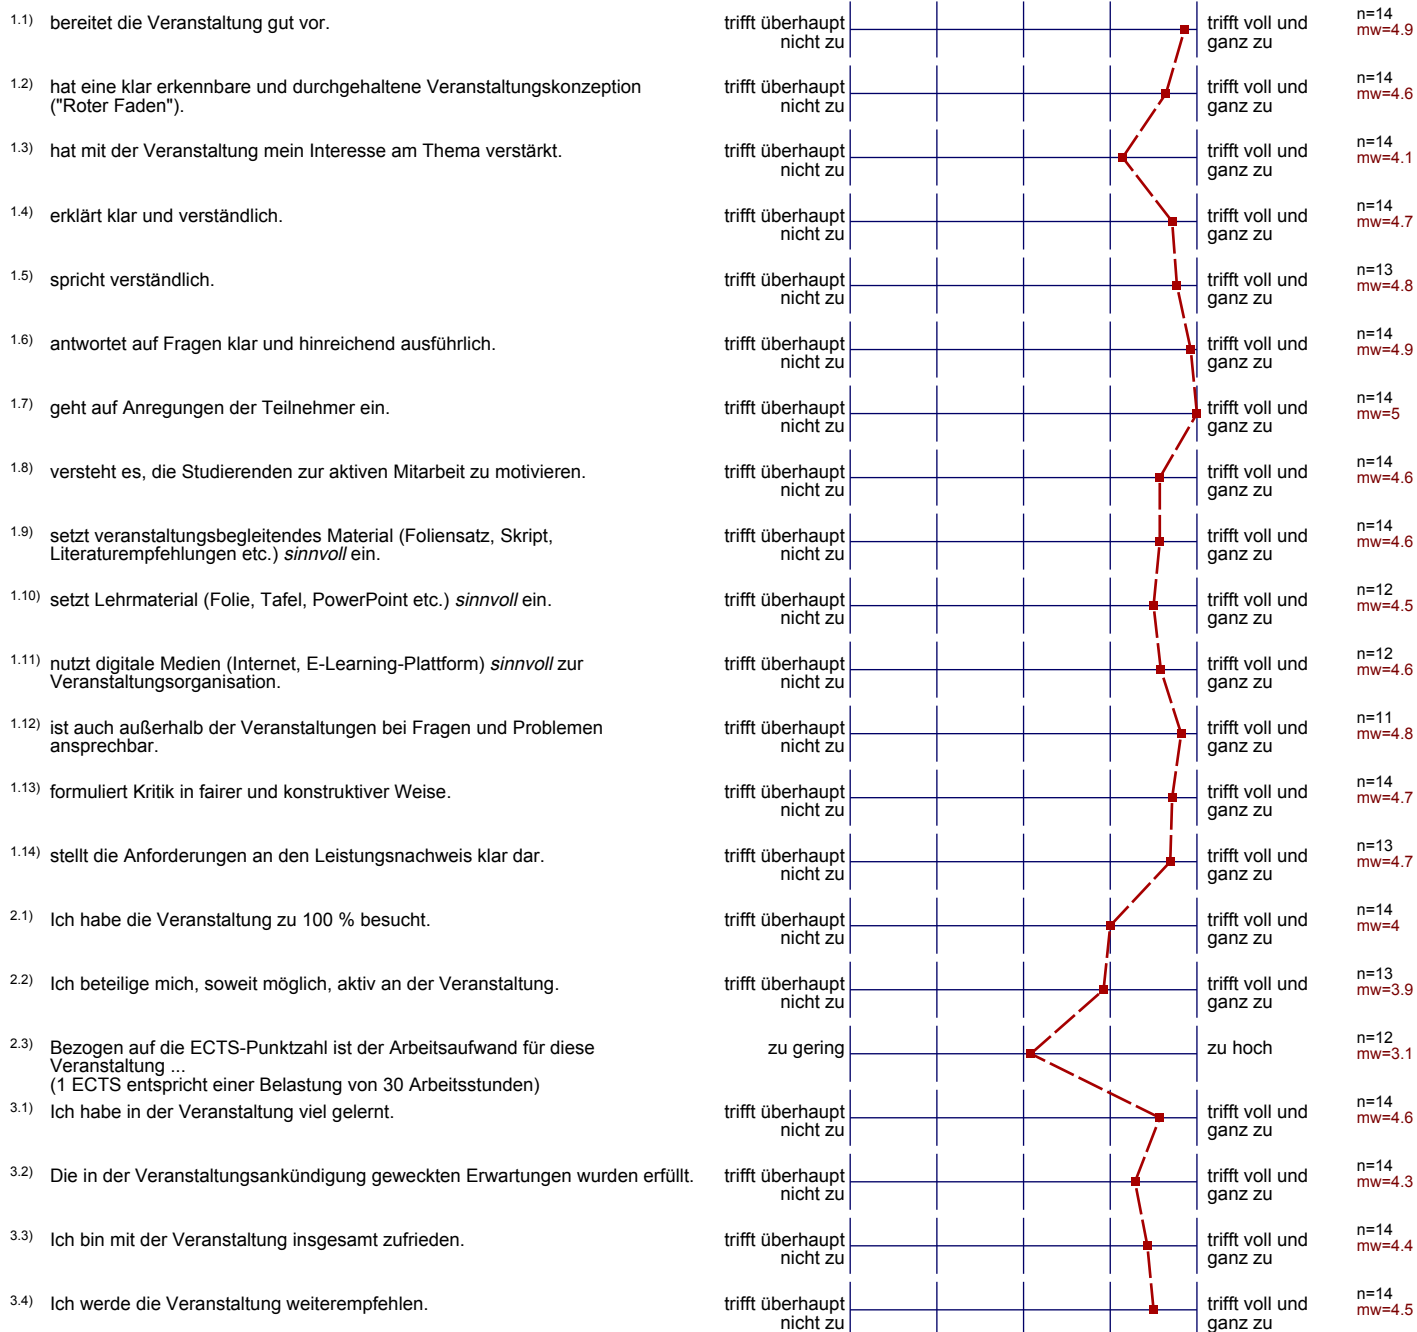 1.1) bereitet die Veranstaltung gut vor. trifft überhaupt trifft voll und n=14
nicht zu ganz zu mw=4.9
1.2) hat eine klar erkennbare und durchgehaltene Veranstaltungskonzeption trifft überhaupt trifft voll und n=14
("Roter Faden"). nicht zu ganz zu mw=4.6
1.3) hat mit der Veranstaltung mein Interesse am Thema verstärkt. trifft überhaupt trifft voll und n=14
nicht zu ganz zu mw=4.1
1.4) erklärt klar und verständlich. trifft überhaupt trifft voll und n=14
nicht zu ganz zu mw=4.7
1.5) spricht verständlich. trifft überhaupt trifft voll und n=13
nicht zu ganz zu mw=4.8
1.6) antwortet auf Fragen klar und hinreichend ausführlich. trifft überhaupt trifft voll und n=14
nicht zu ganz zu mw=4.9
1.7) geht auf Anregungen der Teilnehmer ein. trifft überhaupt trifft voll und n=14
nicht zu ganz zu mw=5
1.8) versteht es, die Studierenden zur aktiven Mitarbeit zu motivieren. trifft überhaupt trifft voll und n=14
nicht zu ganz zu mw=4.6
1.9) setzt veranstaltungsbegleitendes Material (Foliensatz, Skript, trifft überhaupt trifft voll und n=14
Literaturempfehlungen etc.) sinnvoll ein. nicht zu ganz zu mw=4.6
1.10) setzt Lehrmaterial (Folie, Tafel, PowerPoint etc.) sinnvoll ein. trifft überhaupt trifft voll und n=12
nicht zu ganz zu mw=4.5
1.11) nutzt digitale Medien (Internet, E-Learning-Plattform) sinnvoll zur trifft überhaupt trifft voll und n=12
Veranstaltungsorganisation. nicht zu ganz zu mw=4.6
1.12) ist auch außerhalb der Veranstaltungen bei Fragen und Problemen trifft überhaupt trifft voll und n=11
ansprechbar. nicht zu ganz zu mw=4.8
1.13) formuliert Kritik in fairer und konstruktiver Weise. trifft überhaupt trifft voll und n=14
nicht zu ganz zu mw=4.7
1.14) stellt die Anforderungen an den Leistungsnachweis klar dar. trifft überhaupt trifft voll und n=13
nicht zu ganz zu mw=4.7
2.1) Ich habe die Veranstaltung zu 100 % besucht. trifft überhaupt trifft voll und n=14
nicht zu ganz zu mw=4
2.2) Ich beteilige mich, soweit möglich, aktiv an der Veranstaltung. trifft überhaupt trifft voll und n=13
nicht zu ganz zu mw=3.9
2.3) Bezogen auf die ECTS-Punktzahl ist der Arbeitsaufwand für diese zu gering zu hoch n=12
Veranstaltung ... mw=3.1
(1 ECTS entspricht einer Belastung von 30 Arbeitsstunden)
3.1) Ich habe in der Veranstaltung viel gelernt. trifft überhaupt trifft voll und n=14
nicht zu ganz zu mw=4.6
3.2) Die in der Veranstaltungsankündigung geweckten Erwartungen wurden erfüllt. trifft überhaupt trifft voll und n=14
nicht zu ganz zu mw=4.3
3.3) Ich bin mit der Veranstaltung insgesamt zufrieden. trifft überhaupt trifft voll und n=14
nicht zu ganz zu mw=4.4
3.4) Ich werde die Veranstaltung weiterempfehlen. trifft überhaupt trifft voll und n=14
nicht zu ganz zu mw=4.5